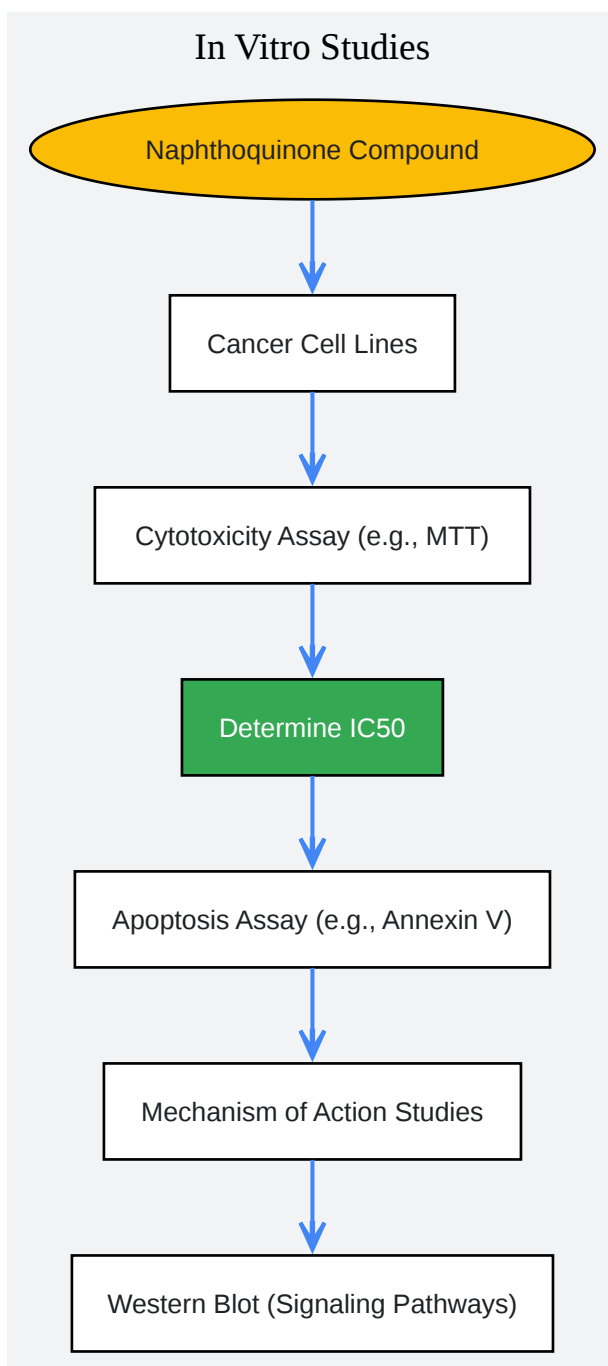 In Vitro Studies
Naphthoquinone Compound
Cancer Cell Lines
Cytotoxicity Assay (e.g., MTT)
Determine IC50
Apoptosis Assay (e.g., Annexin V)
Mechanism of Action Studies
Western Blot (Signaling Pathways)